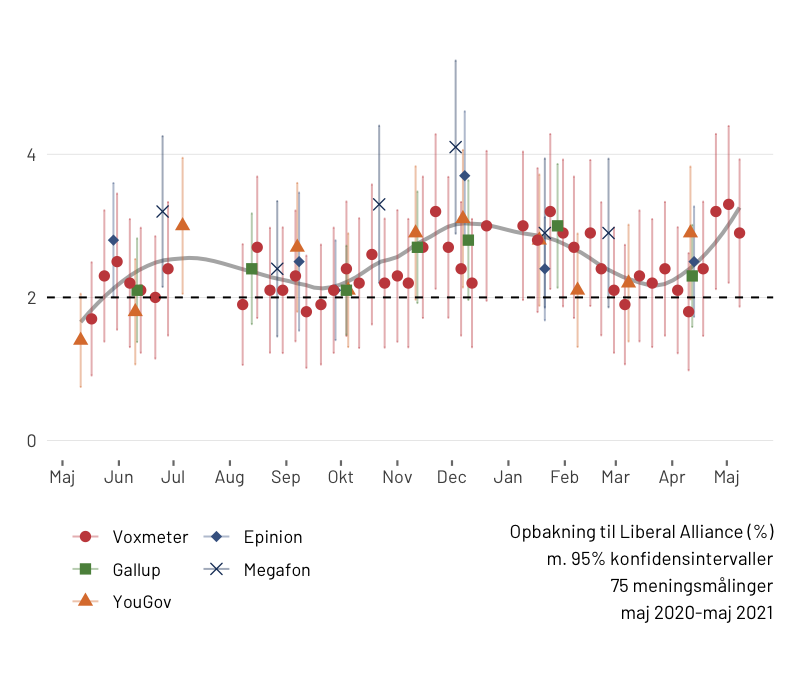 4
2
0
Maj Jun Jul Aug Sep Okt Nov Dec Jan Feb Mar Apr Maj
Voxmeter Epinion
Gallup Megafon
YouGov
Opbakning til Liberal Alliance (%)
m. 95% konfidensintervaller
75 meningsmålinger
maj 2020-maj 2021